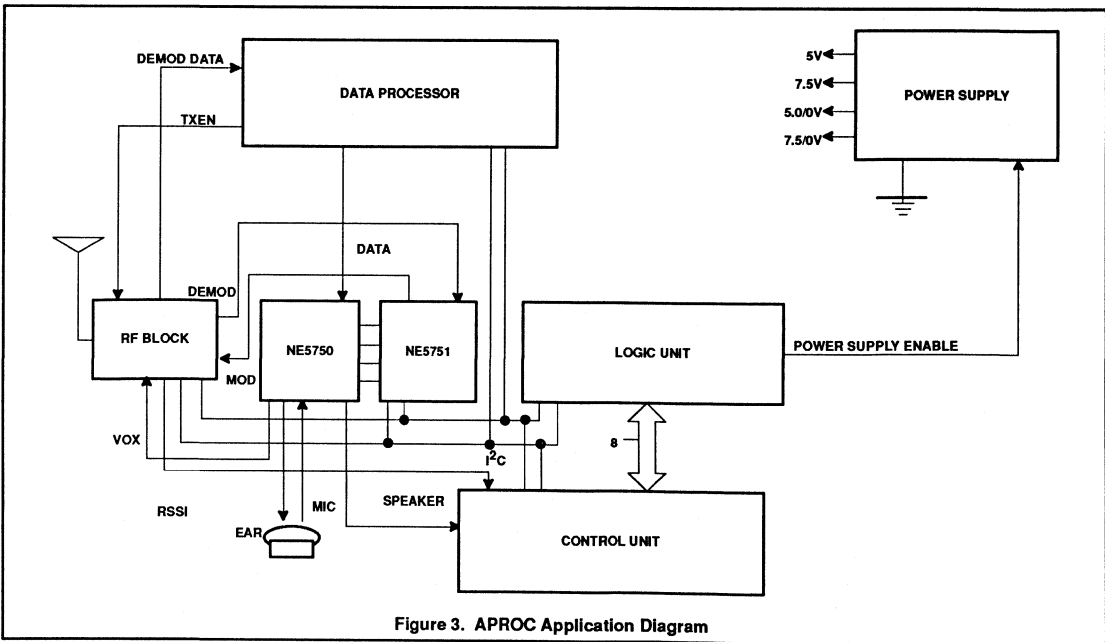 DEMOD DATA
DATA PROCESSOR
TXEN
5V
7.5V
5.0/0V
7.5/0V
POWER SUPPLY
DATA
DEMOD
RF BLOCK
NE5750
NE5751
LOGIC UNIT
POWER SUPPLY ENABLE
MOD
VOX
8
I²C
RSSI
EAR
MIC
SPEAKER
CONTROL UNIT
Figure 3. APROC Application Diagram